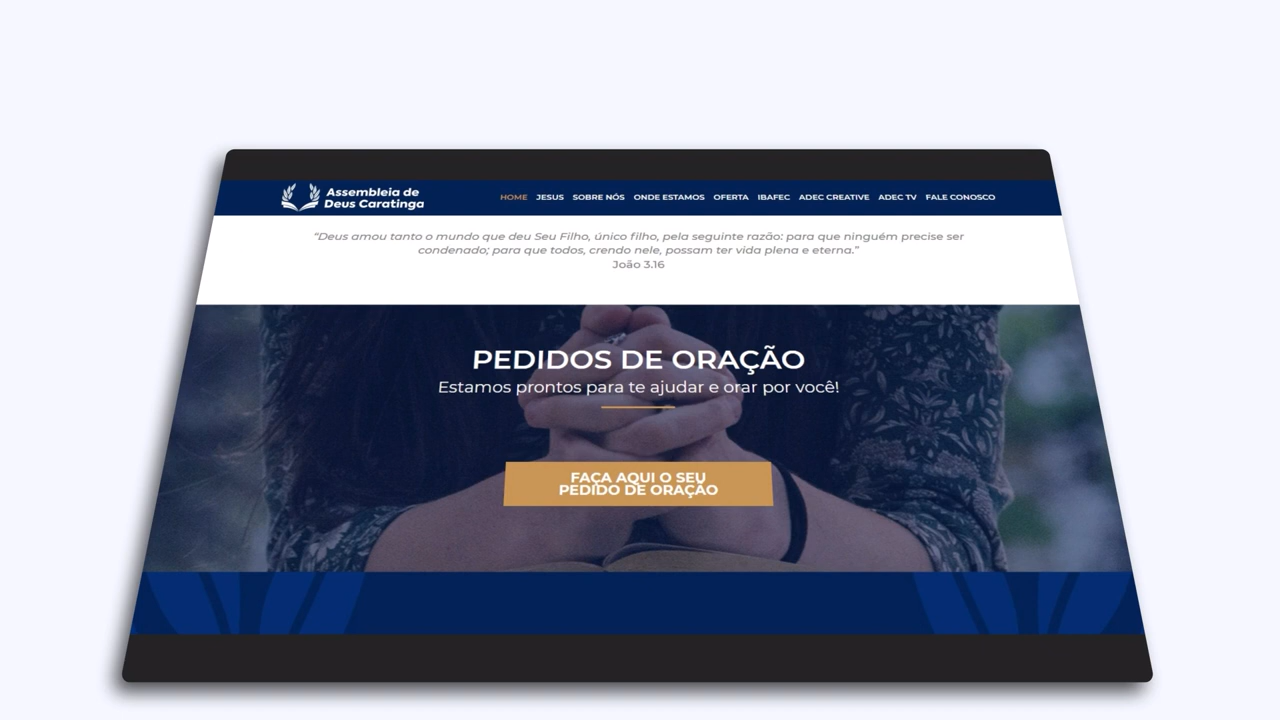 Assembleia de
Deus Caratinga
HOME JESUS SOBRE NÓS ONDE ESTAMOS OFERTA IBAFEC ADEC CREATIVE ADEC TV FALE CONOSCO
“Deus amou tanto o mundo que deu Seu Filho, único filho, pela seguinte razão: para que ninguém precise ser
condenado; para que todos, crendo nele, possam ter vida plena e eterna.”
João 3.16
PEDIDOS DE ORAÇÃO
Estamos prontos para te ajudar e orar por você!
FAÇA AQUI O SEU
PEDIDO DE ORAÇÃO